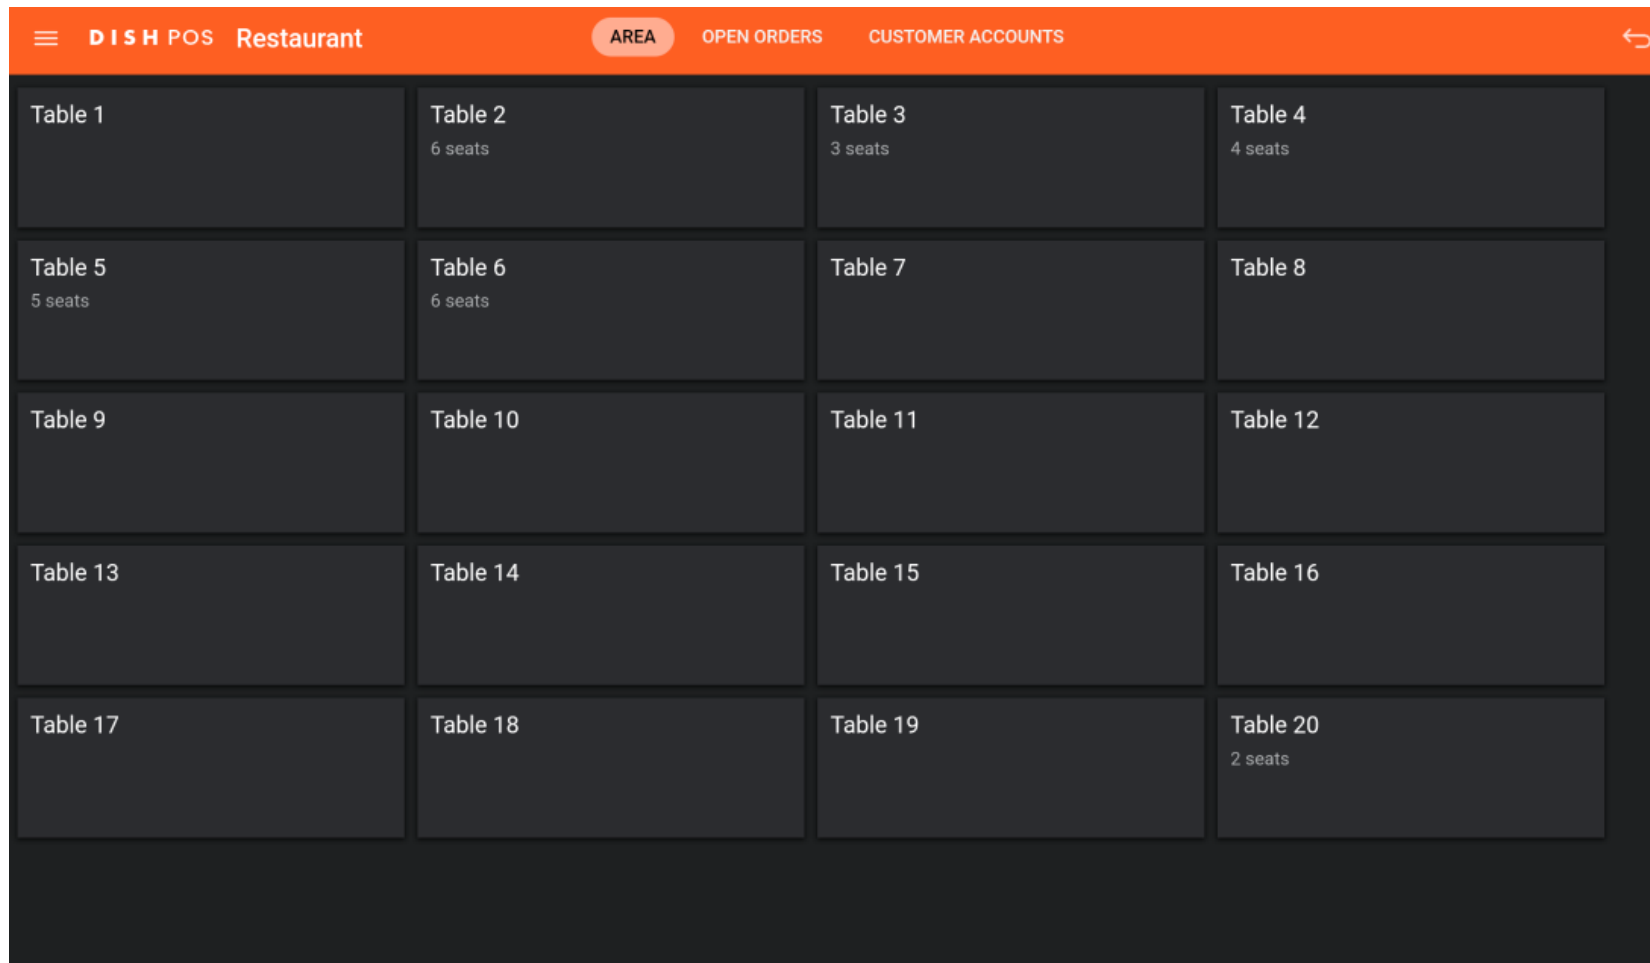 DISH POS Restaurant AREA OPEN ORDERS CUSTOMER ACCOUNTS
Table 1
Table 2
6 seats
Table 3
3 seats
Table 4
4 seats
Table 5
5 seats
Table 6
6 seats
Table 7
Table 8
Table 9
Table 10
Table 11
Table 12
Table 13
Table 14
Table 15
Table 16
Table 17
Table 18
Table 19
Table 20
2 seats